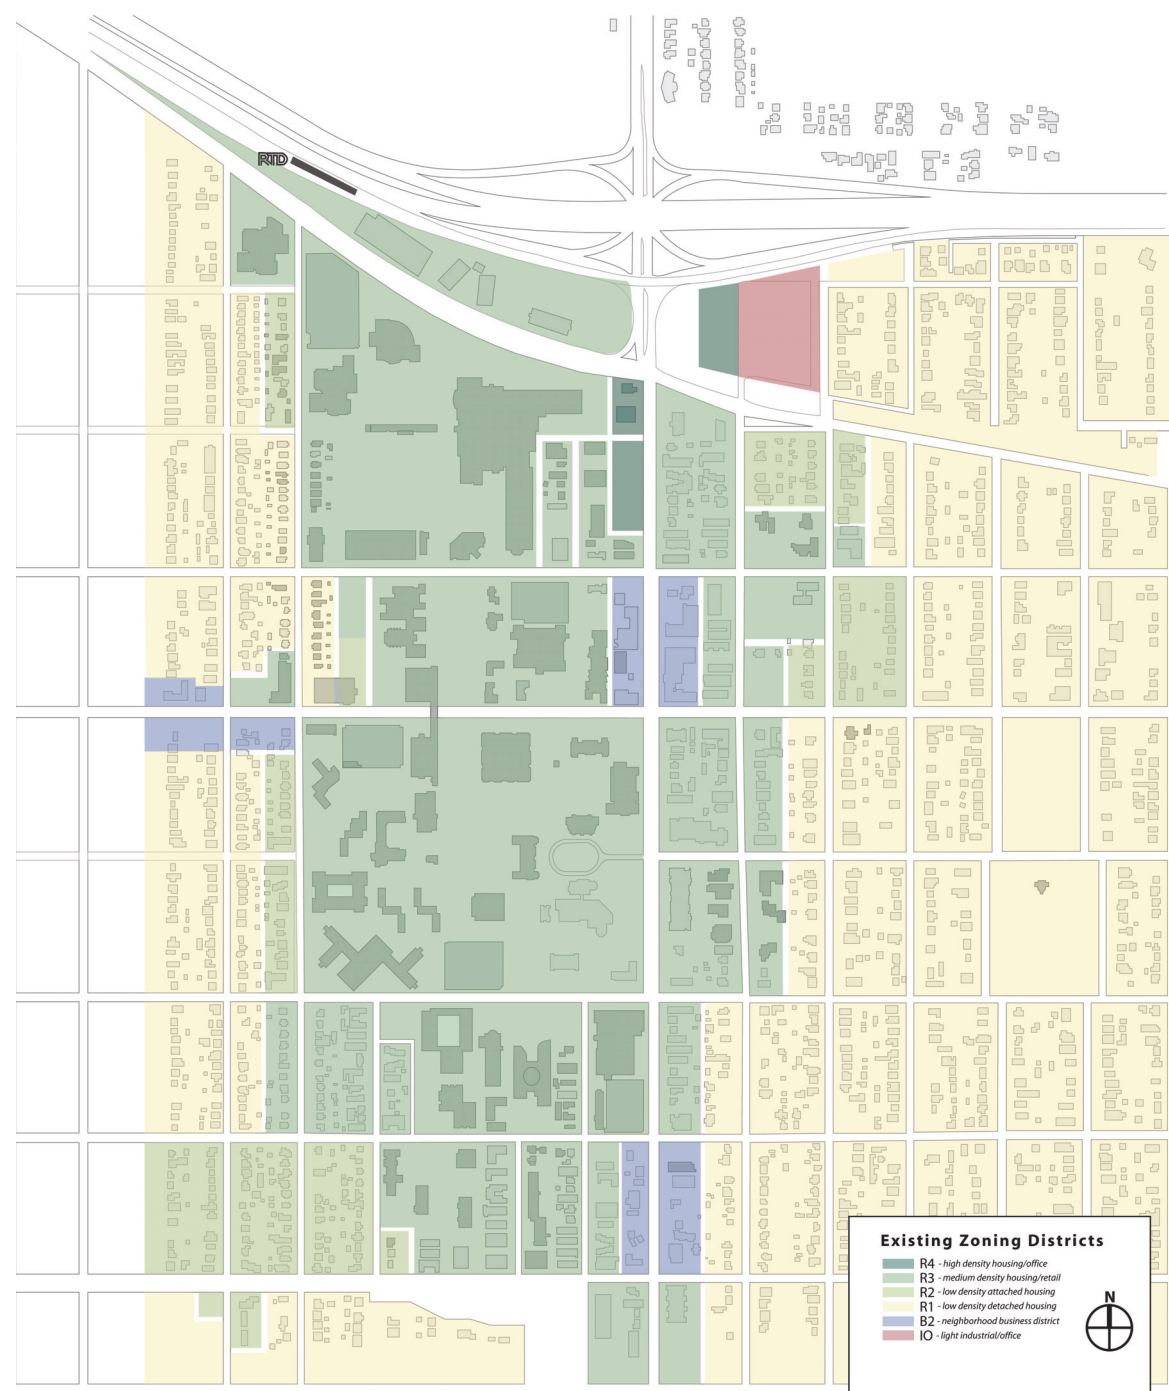 RTD
Existing Zoning Districts
R4 - high density housing/office
R3 - medium density housing/retail
R2 - low density attached housing
R1 - low density detached housing
B2 - neighborhood business district
IO - light industrial/office
N